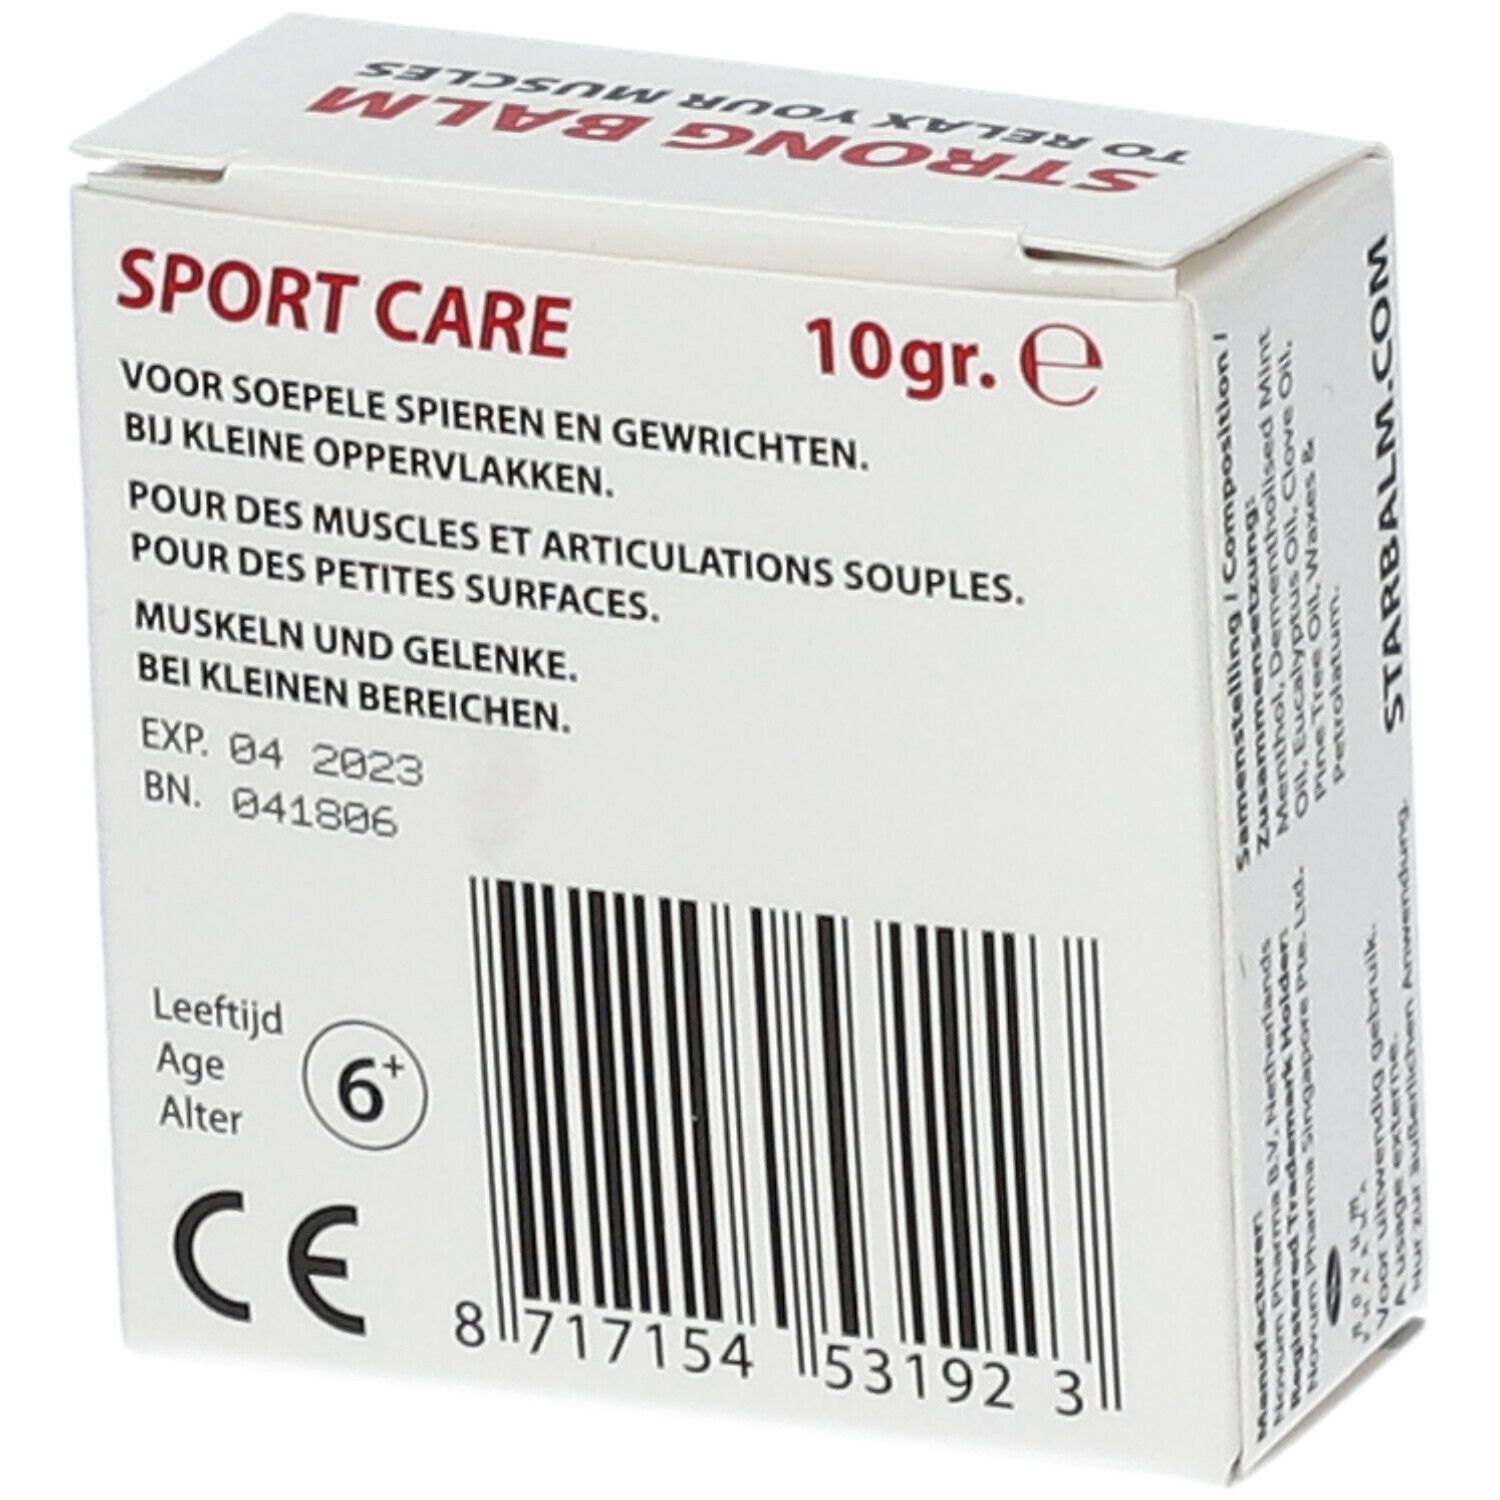 STRONG BALM
TO RELAX YOUR MUSCLES
SPORT CARE
10gr. ℮
VOOR SOEPELE SPIEREN EN GEWRICHTEN.
BIJ KLEINE OPPERVLAKKEN.
POUR DES MUSCLES ET ARTICULATIONS SOUPLES.
POUR DES PETITES SURFACES.
MUSKELN UND GELENKE.
BEI KLEINEN BEREICHEN.
EXP. 04 2023
BN. 041806
Leeftijd
Age
Alter
6+
CE
8 717154 531923
Samenstelling / Composition /
Zusammensetzung:
Menthol, Dementholised Mint
Oil, Eucalyptus Oil, Clove Oil,
Pine Tree Oil, Waxes &
Petrolatum.
STARBALM.COM
Manufacturer
Novum Pharma B.V. Netherlands
Registered Trademark Holder:
Novum Pharma Singapore Pte. Ltd.
novum
PHARMA
Voor uitwendig gebruik.
A usage externe.
Nur zur äußerlichen Anwendung.